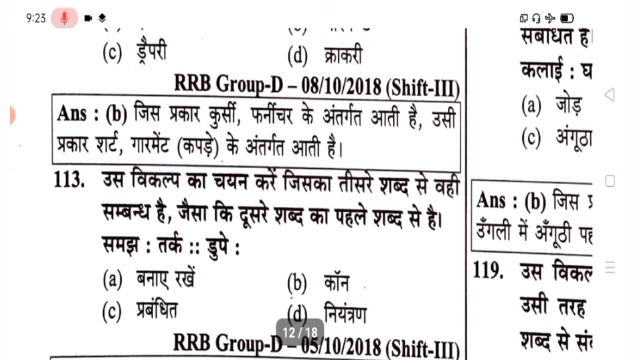 9:23
(c) ड्रैपरी
(d) क्राकरी
RRB Group-D – 08/10/2018 (Shift-III)
Ans : (b) जिस प्रकार कुर्सी, फर्नीचर के अंतर्गत आती है, उसी
प्रकार शर्ट, गारमेंट (कपड़े) के अंतर्गत आती है।
113. उस विकल्प का चयन करें जिसका तीसरे शब्द से वही
सम्बन्ध है, जैसा कि दूसरे शब्द का पहले शब्द से है।
समझ : तर्क :: डुपे :
(a) बनाए रखें
(b) कॉन
(c) प्रबंधित
(d) नियंत्रण
12 / 18
RRB Group-D – 05/10/2018 (Shift-III)
संबंधित है।
कलाई : घ
(a) जोड़
(c) अंगूठा
Ans : (b) जिस प्र
उँगली में अँगूठी पह
119. उस विकल
उसी तरह
शब्द से सं